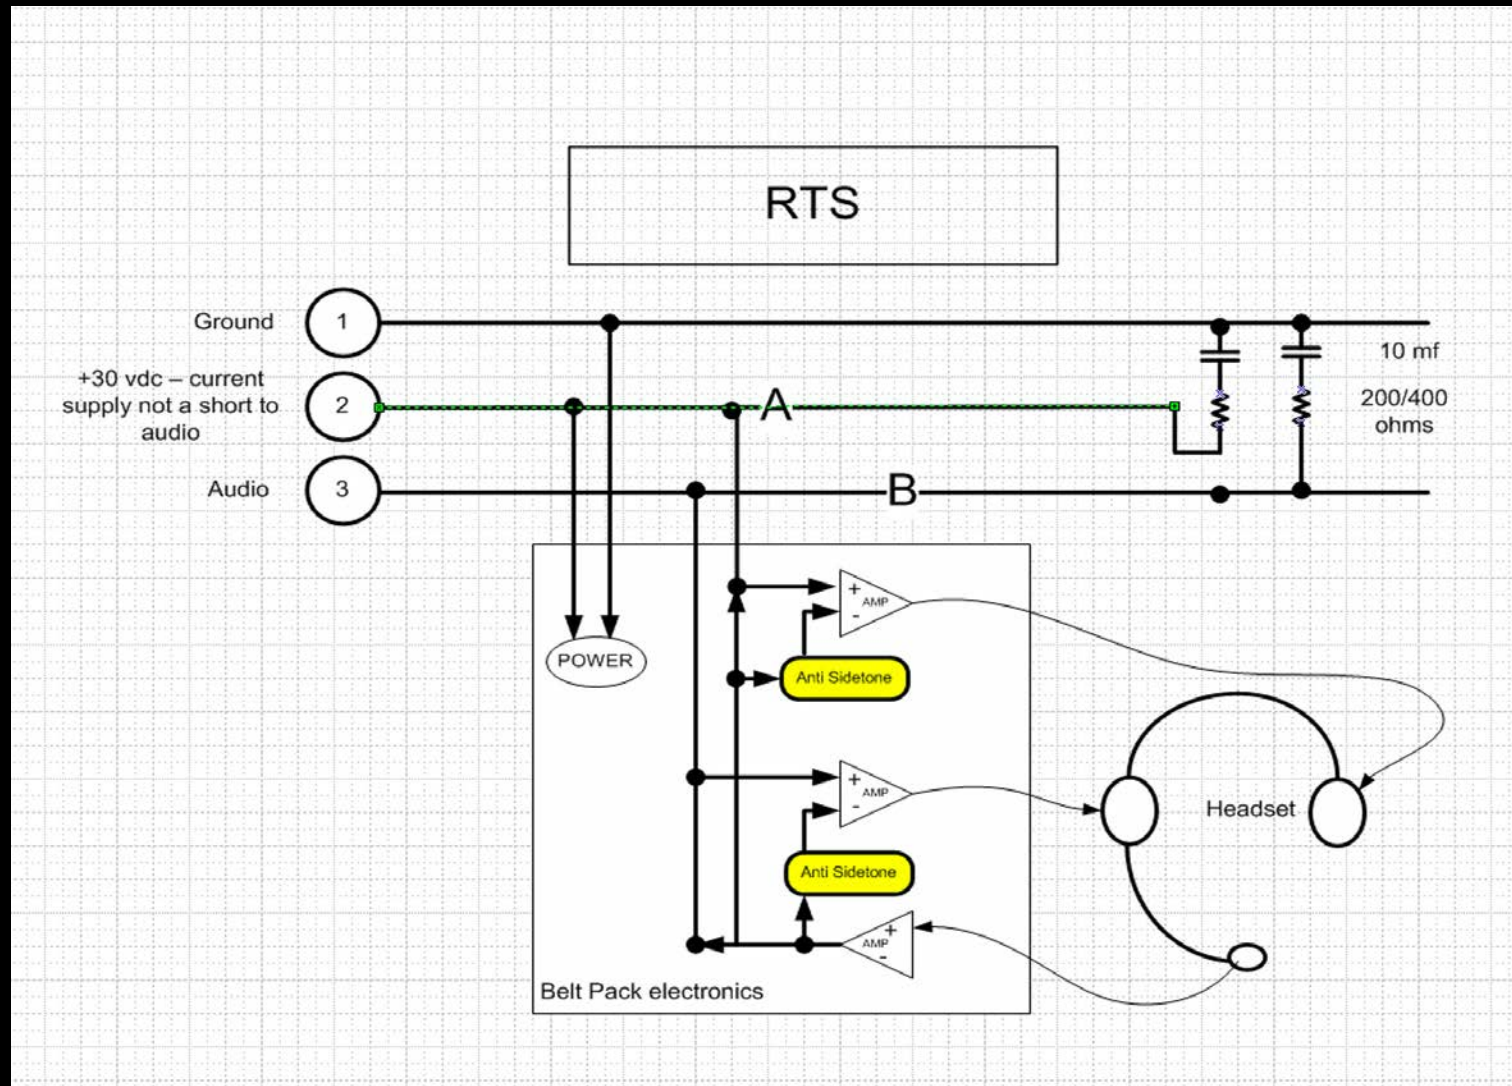 RTS
Ground
1
+30 vdc – current
supply not a short to
audio
2
A
Audio
3
B
10 mf
200/400
ohms
+
AMP
-
POWER
Anti Sidetone
+
AMP
-
Headset
Anti Sidetone
+
AMP
-
Belt Pack electronics